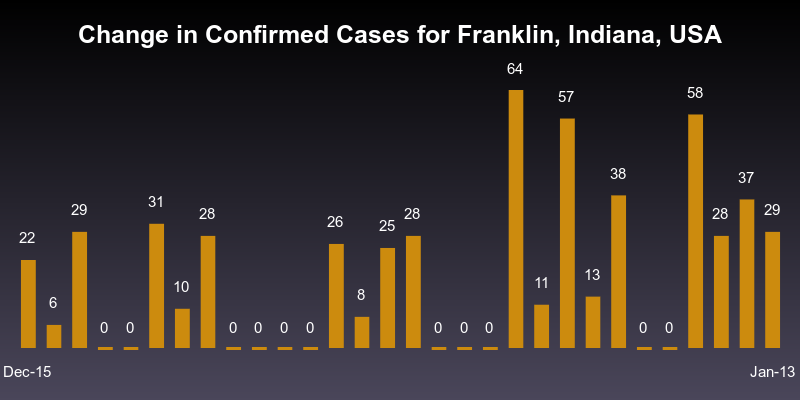 Change in Confirmed Cases for Franklin, Indiana, USA
22 6 29 0 0 31 10 28 0 0 0 0 26 8 25 28 0 0 0 64 11 57 13 38 0 0 58 28 37 29
Dec-15 Jan-13